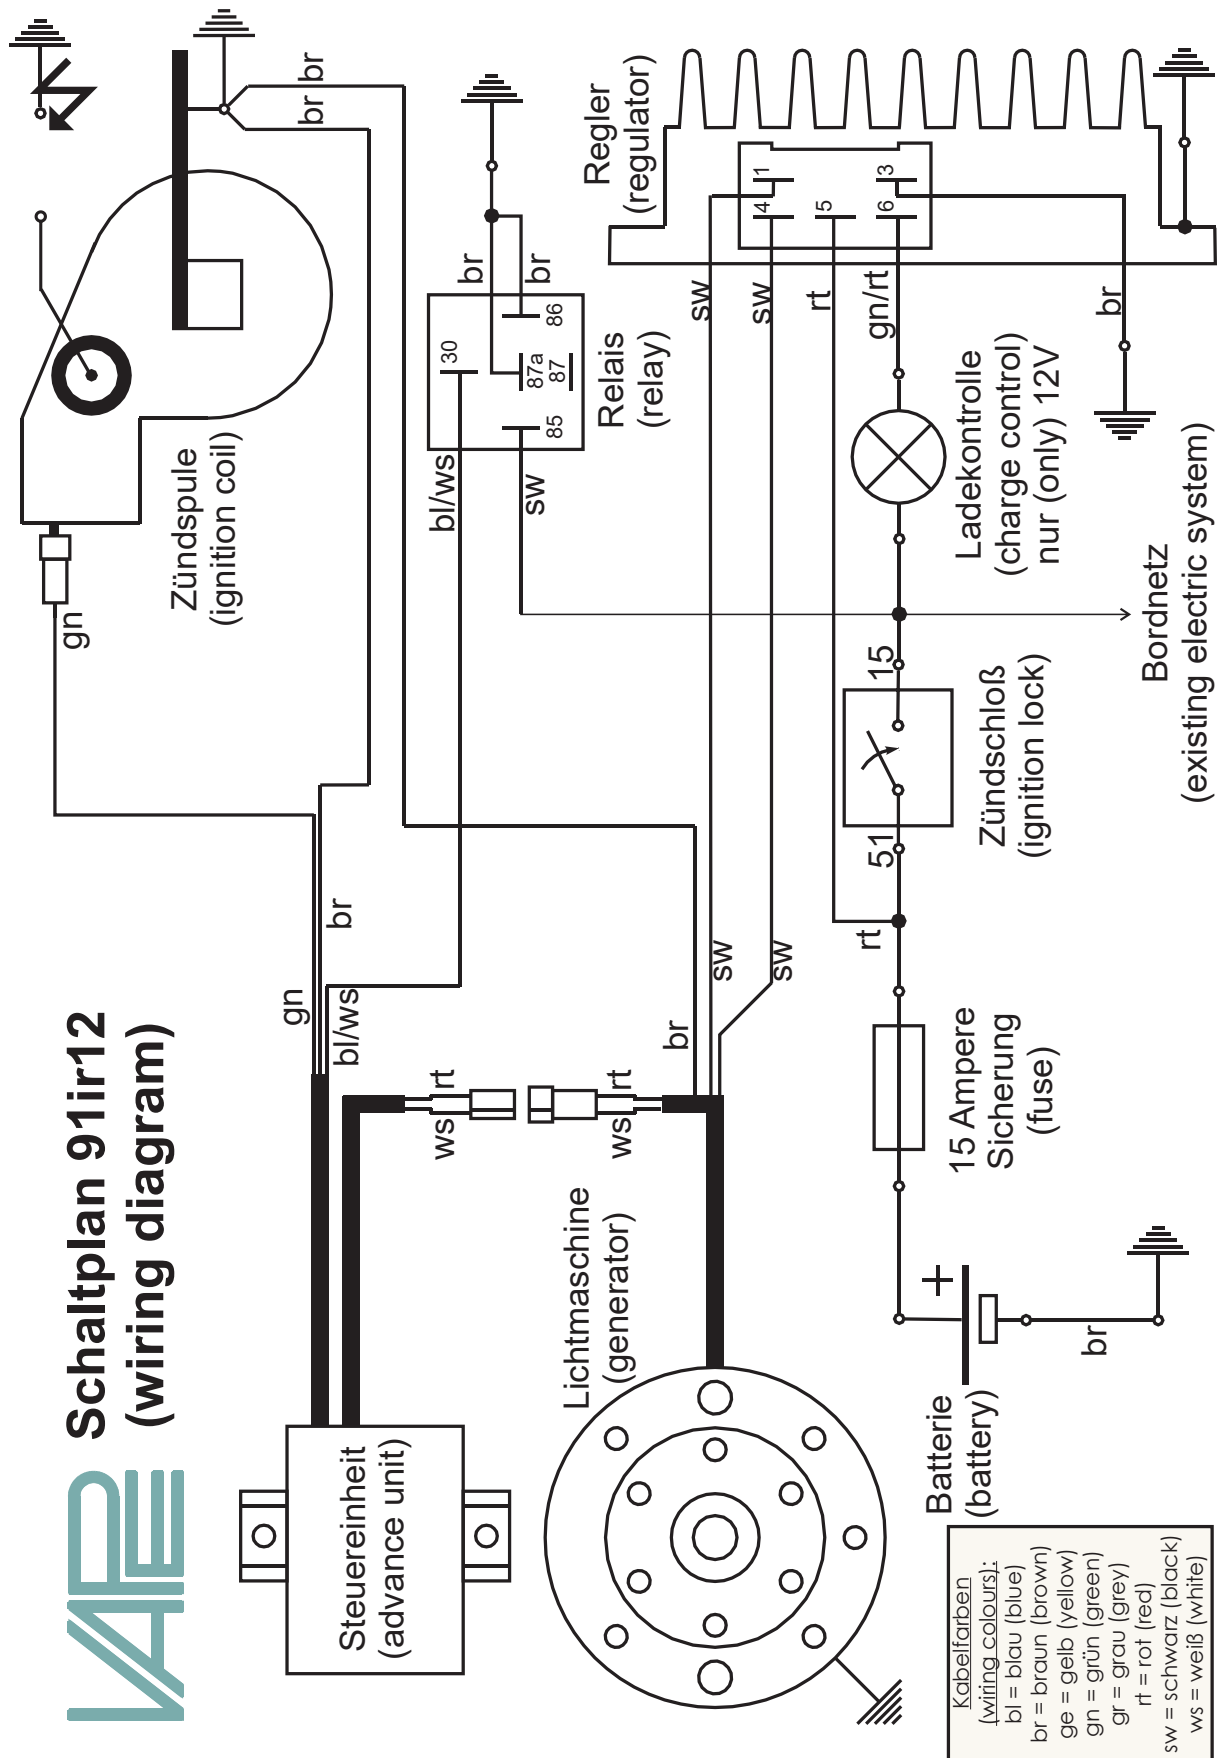 VAPE
Schaltplan 91ir12
(wiring diagram)
br
br
Zündspule
(ignition coil)
gn
br
gn
bl/ws
br
br
30
86
87a
87
85
Relais
(relay)
bl/ws
sw
Regler
(regulator)
1
3
4
5
6
sw
sw
rt
gn/rt
br
Ladekontrolle
(charge control)
nur (only) 12V
Bordnetz
(existing electric system)
15
Zündschloß
(ignition lock)
51
rt
sw
sw
br
rt
ws
rt
ws
15 Ampere
Sicherung
(fuse)
Steuereinheit
(advance unit)
Lichtmaschine
(generator)
Batterie
(battery)
+
br
Kabelfarben
(wiring colours):
bl = blau (blue)
br = braun (brown)
ge = gelb (yellow)
gn = grün (green)
gr = grau (grey)
rt = rot (red)
sw = schwarz (black)
ws = weiß (white)